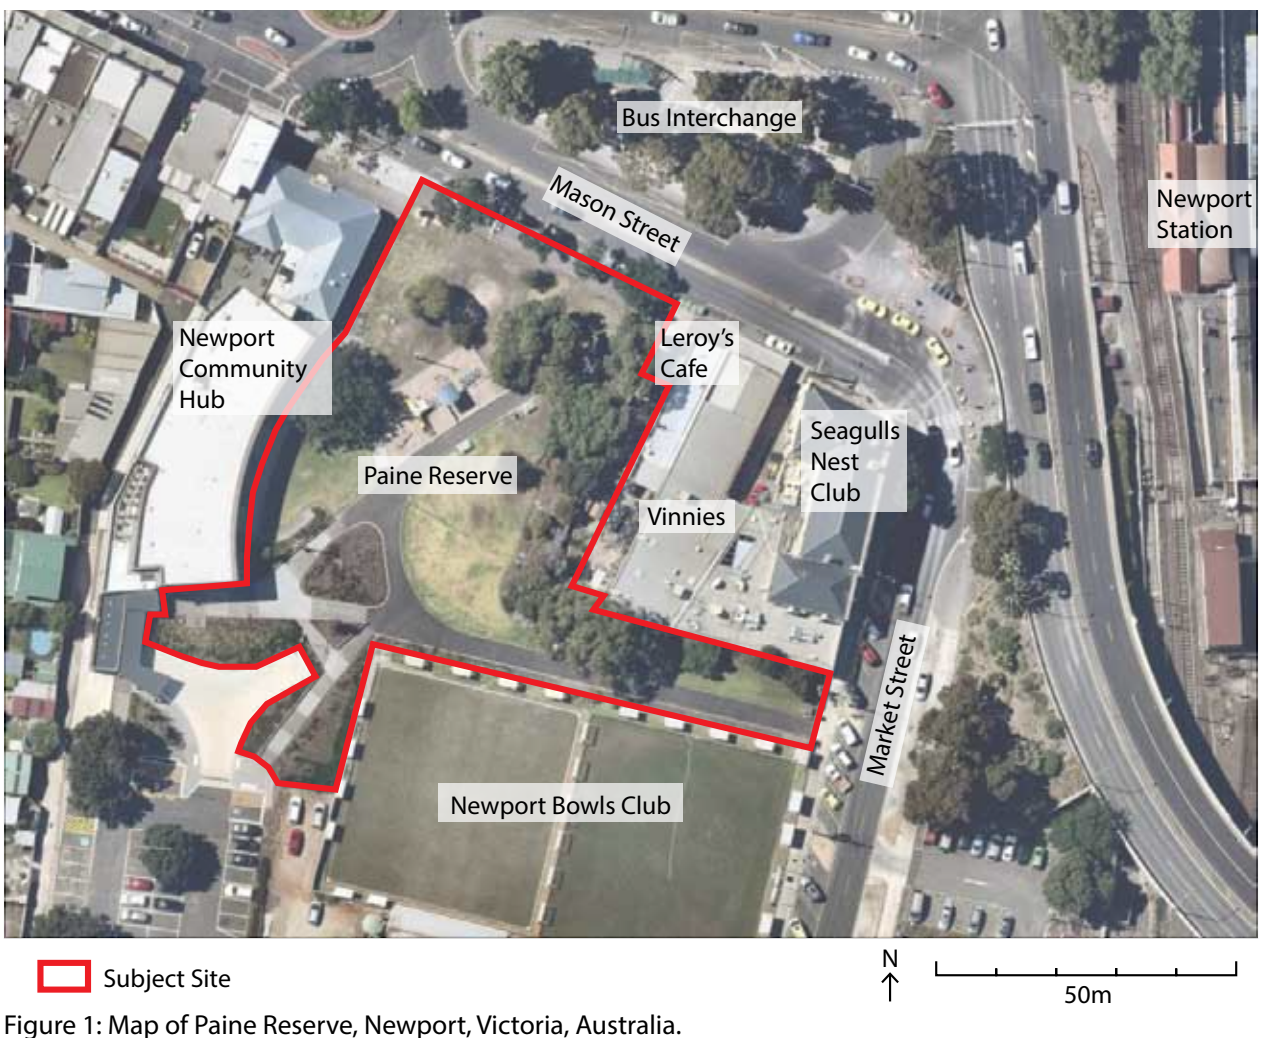 Bus Interchange
Mason Street
Newport
Station
Newport
Community
Hub
Leroy's
Cafe
Seagulls
Nest
Club
Paine Reserve
Vinnies
Market Street
Newport Bowls Club
Subject Site
N
50m
Figure 1: Map of Paine Reserve, Newport, Victoria, Australia.